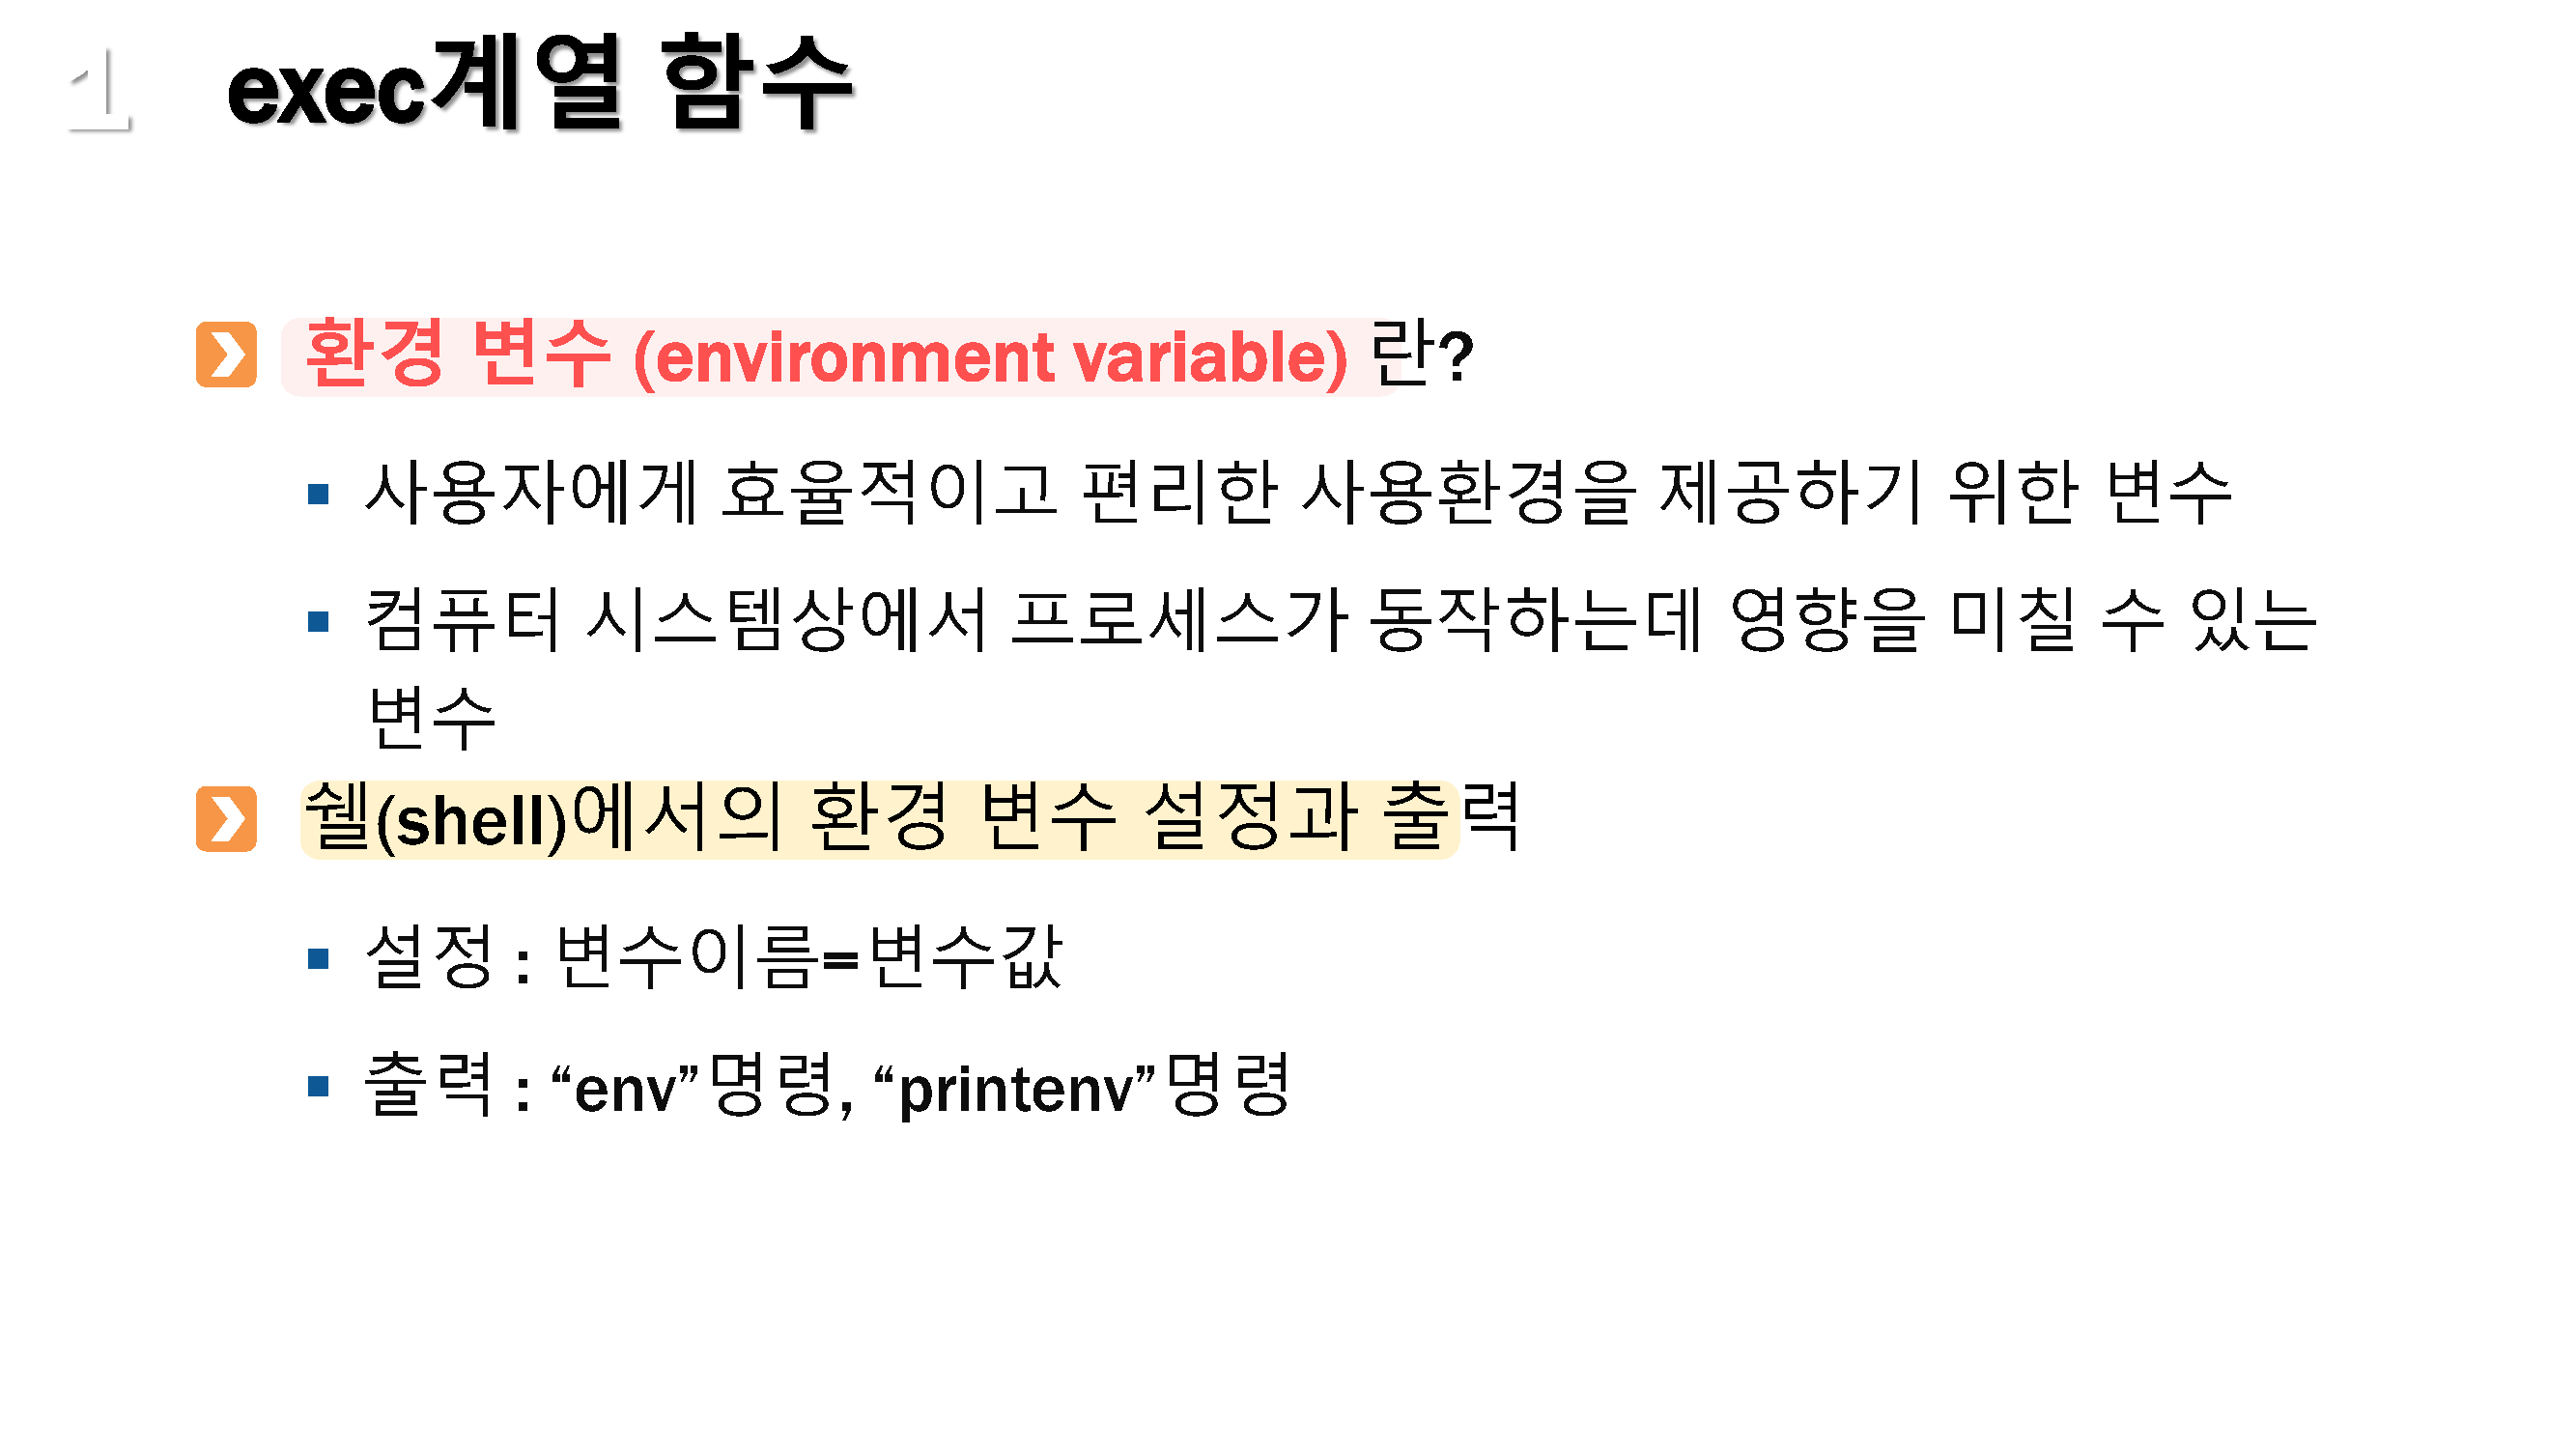 1 exec계열 함수
환경 변수 (environment variable) 란?
▪ 사용자에게 효율적이고 편리한 사용환경을 제공하기 위한 변수
▪ 컴퓨터 시스템상에서 프로세스가 동작하는데 영향을 미칠 수 있는
변수
쉘(shell)에서의 환경 변수 설정과 출력
▪ 설정 : 변수이름=변수값
▪ 출력 : “env”명령, “printenv”명령